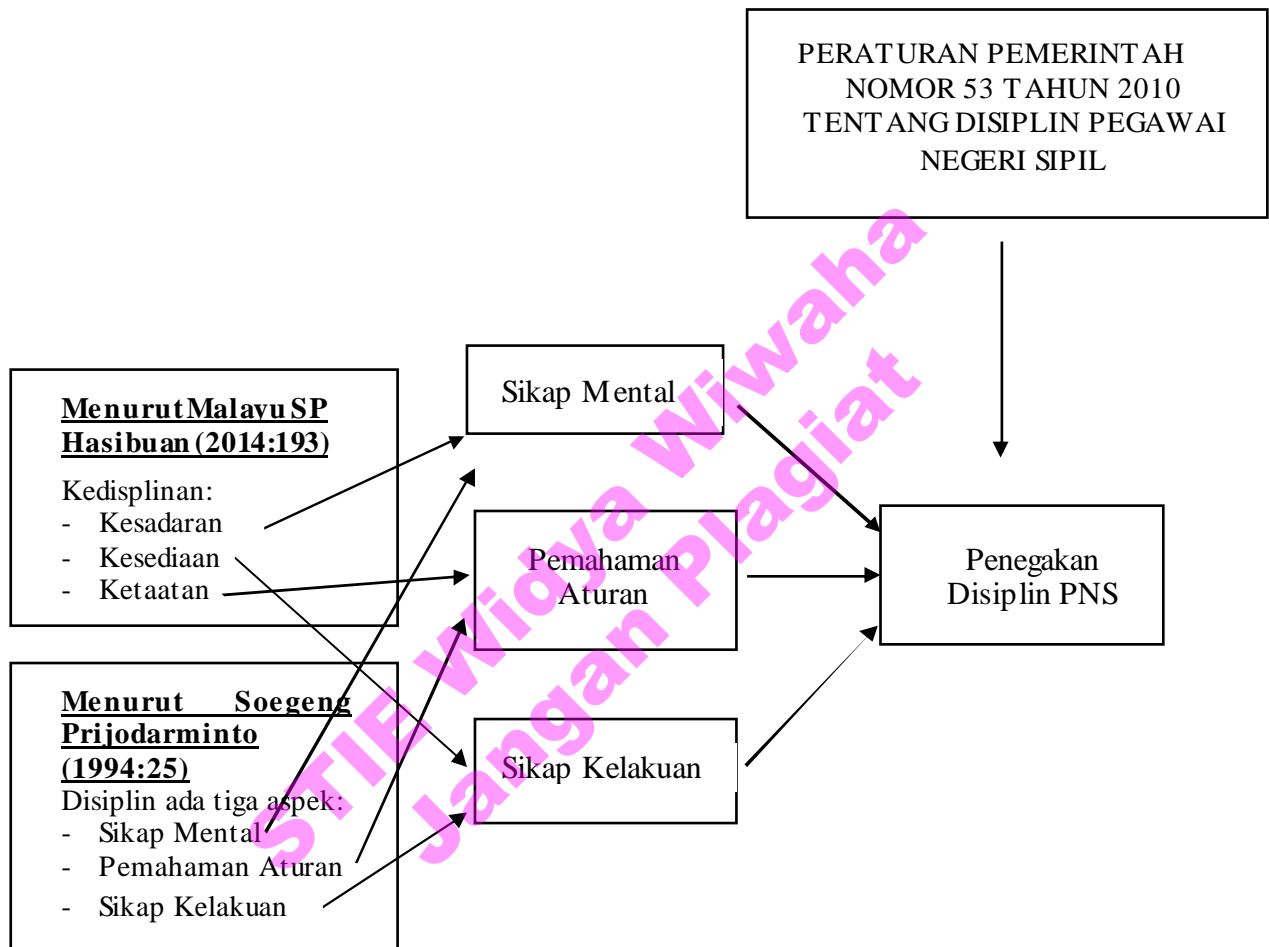 PERATURAN PEMERINTAH
NOMOR 53 TAHUN 2010
TENTANG DISIPLIN PEGAWAI
NEGERI SIPIL
Menurut Malayu SP
Hasibuan (2014:193)
Kedisplinan:
- Kesadaran
- Kesediaan
- Ketaatan
Menurut Soegeng
Prijodarminto
(1994:25)
Disiplin ada tiga aspek:
- Sikap Mental
- Pemahaman Aturan
- Sikap Kelakuan
Sikap Mental
Pemahaman
Aturan
Sikap Kelakuan
Penegakan
Disiplin PNS
STIE Widya Wiwaha
Jangan Plagiat